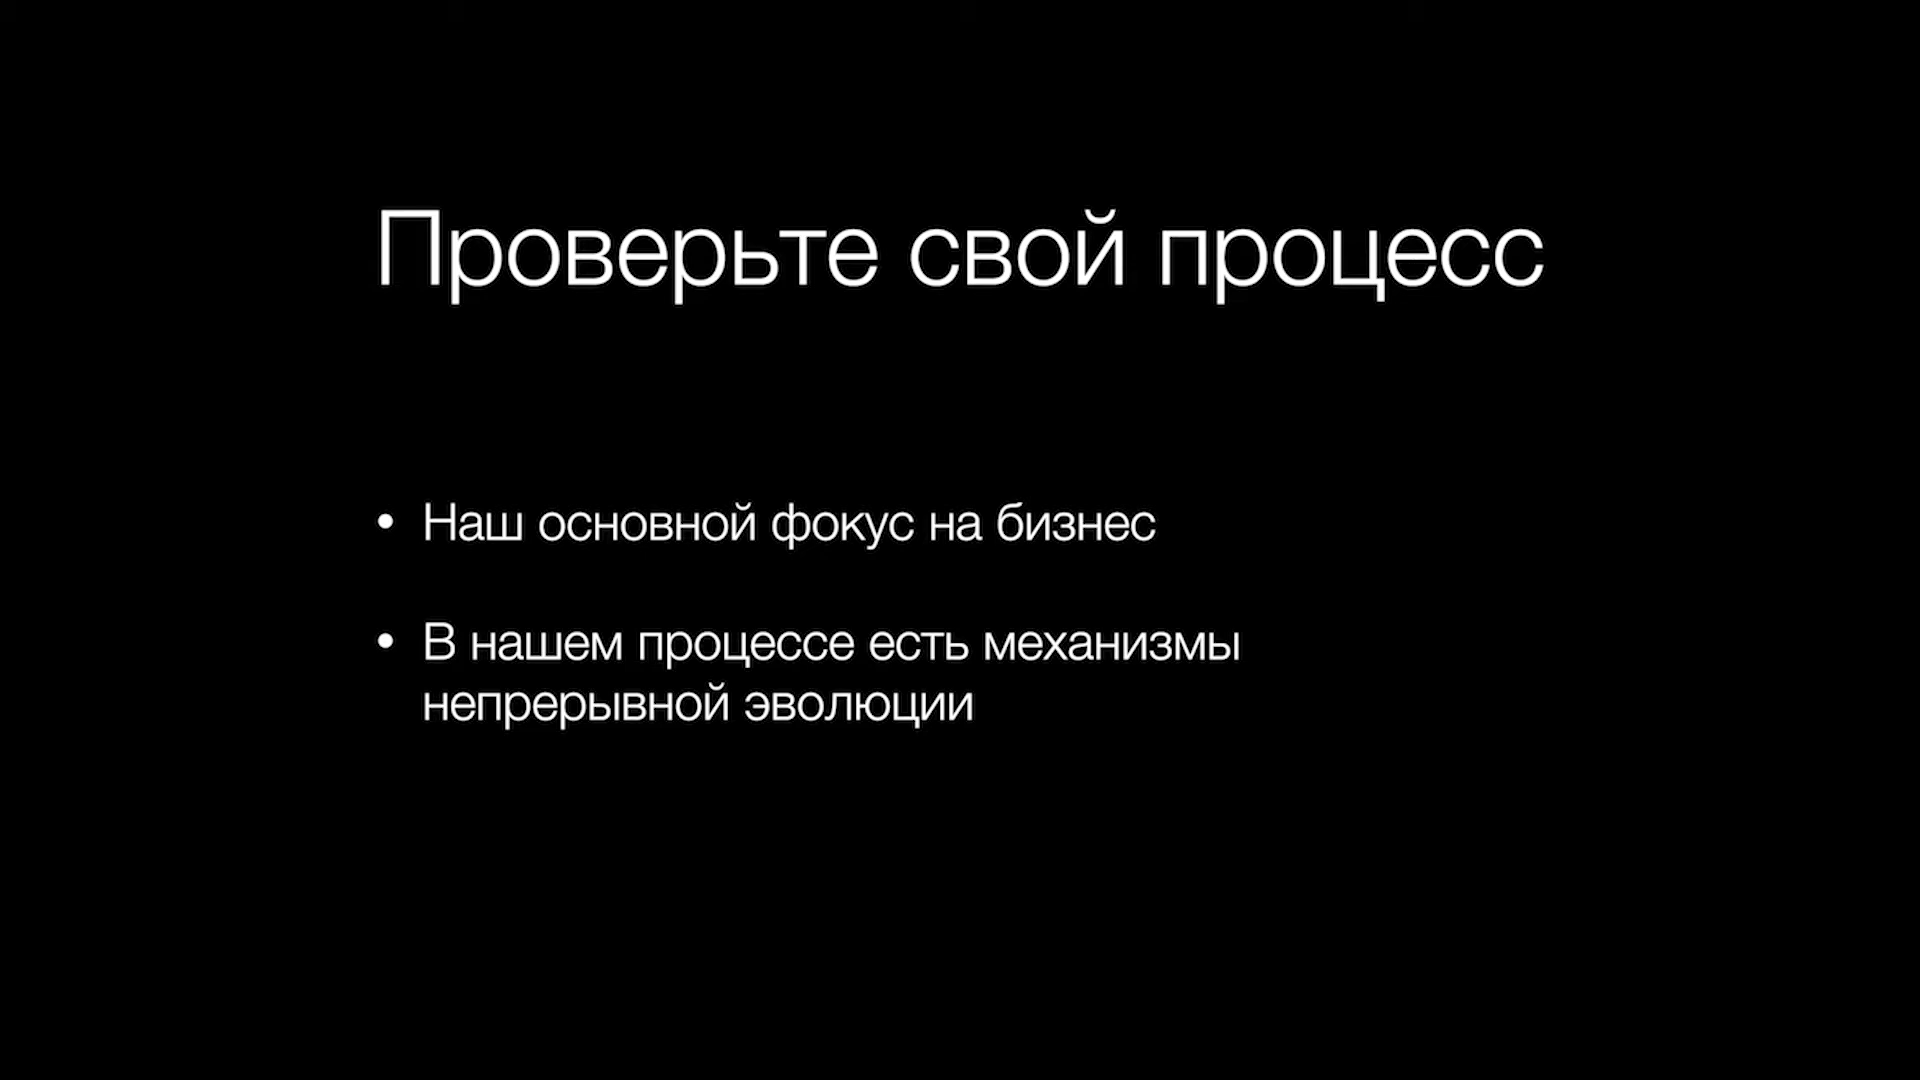 Проверьте свой процесс
• Наш основной фокус на бизнес
• В нашем процессе есть механизмы
непрерывной эволюции